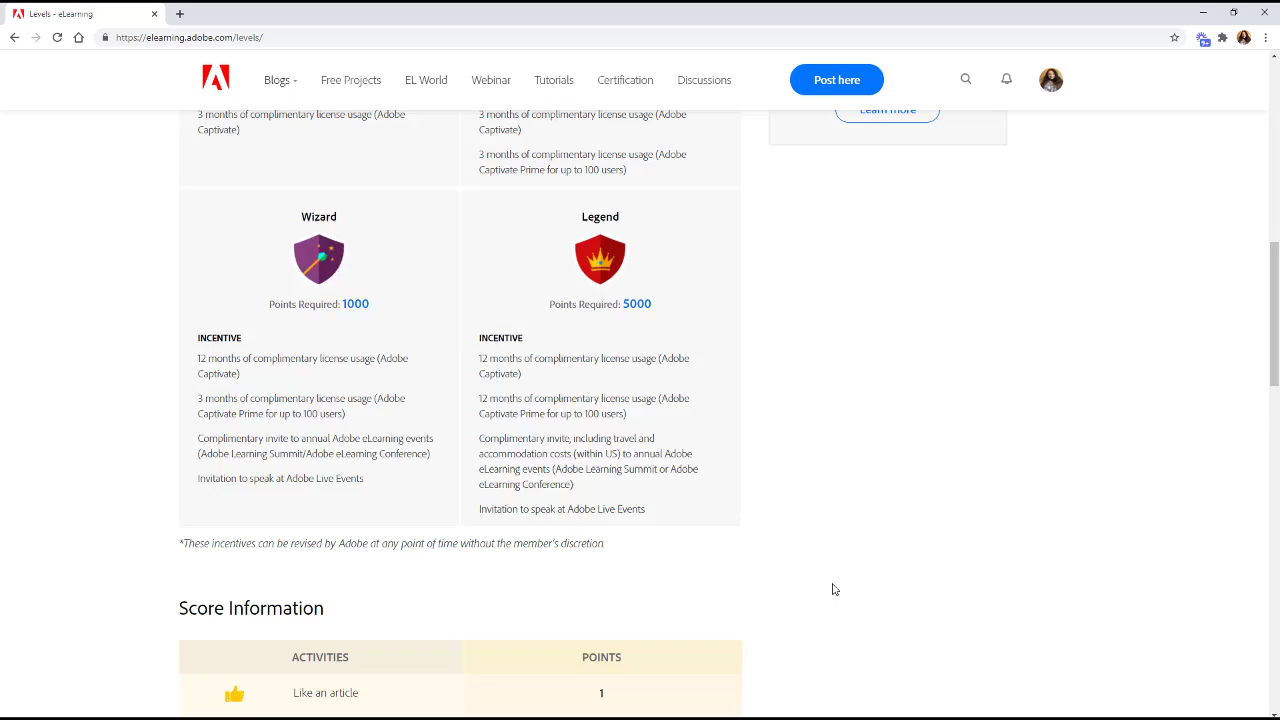 Levels - eLearning
https://elearning.adobe.com/levels/
9+
Blogs
Free Projects
EL World
Webinar
Tutorials
Certification
Discussions
Post here
3 months of complimentary license usage (Adobe
Captivate)
3 months of complimentary license usage (Adobe
Captivate)
3 months of complimentary license usage (Adobe
Captivate Prime for up to 100 users)
Learn more
Wizard
Points Required: 1000
INCENTIVE
12 months of complimentary license usage (Adobe
Captivate)
3 months of complimentary license usage (Adobe
Captivate Prime for up to 100 users)
Complimentary invite to annual Adobe eLearning events
(Adobe Learning Summit/Adobe eLearning Conference)
Invitation to speak at Adobe Live Events
Legend
Points Required: 5000
INCENTIVE
12 months of complimentary license usage (Adobe
Captivate)
12 months of complimentary license usage (Adobe
Captivate Prime for up to 100 users)
Complimentary invite, including travel and
accommodation costs (within US) to annual Adobe
eLearning events (Adobe Learning Summit or Adobe
eLearning Conference)
Invitation to speak at Adobe Live Events
*These incentives can be revised by Adobe at any point of time without the member's discretion
Score Information
ACTIVITIES POINTS
Like an article 1